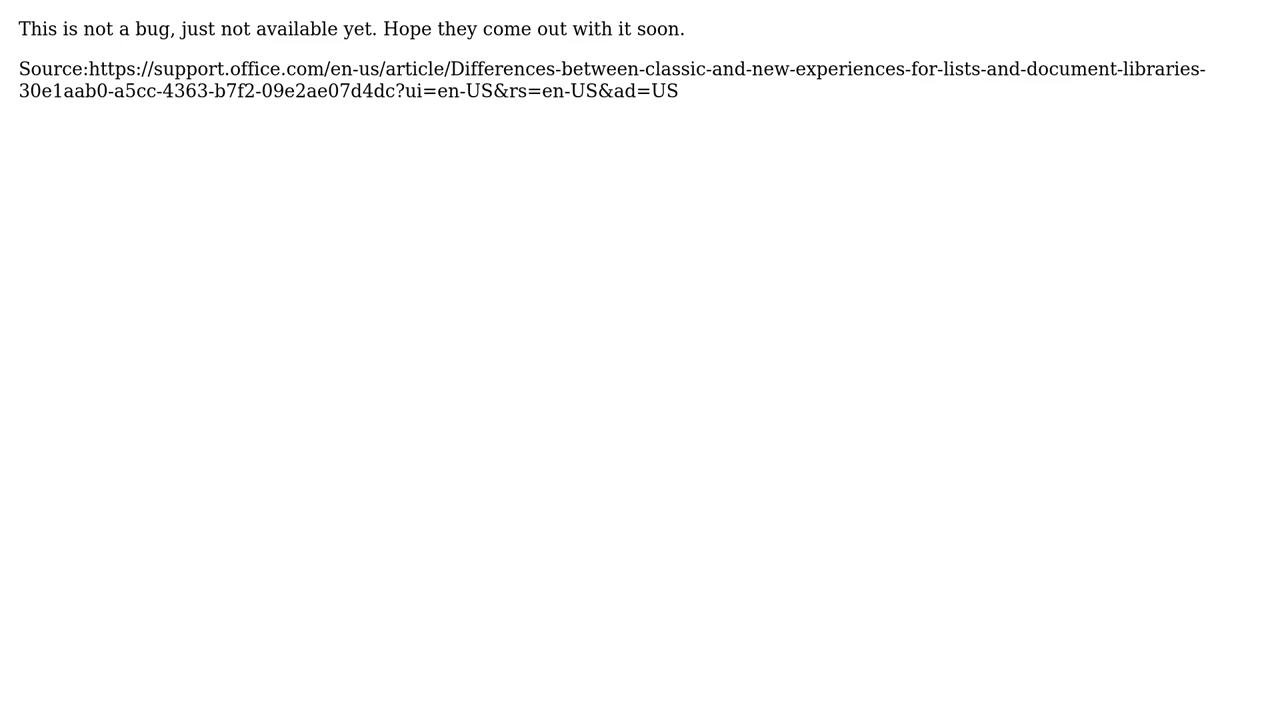 This is not a bug, just not available yet. Hope they come out with it soon.
Source:https://support.office.com/en-us/article/Differences-between-classic-and-new-experiences-for-lists-and-document-libraries-
30e1aab0-a5cc-4363-b7f2-09e2ae07d4dc?ui=en-US&rs=en-US&ad=US